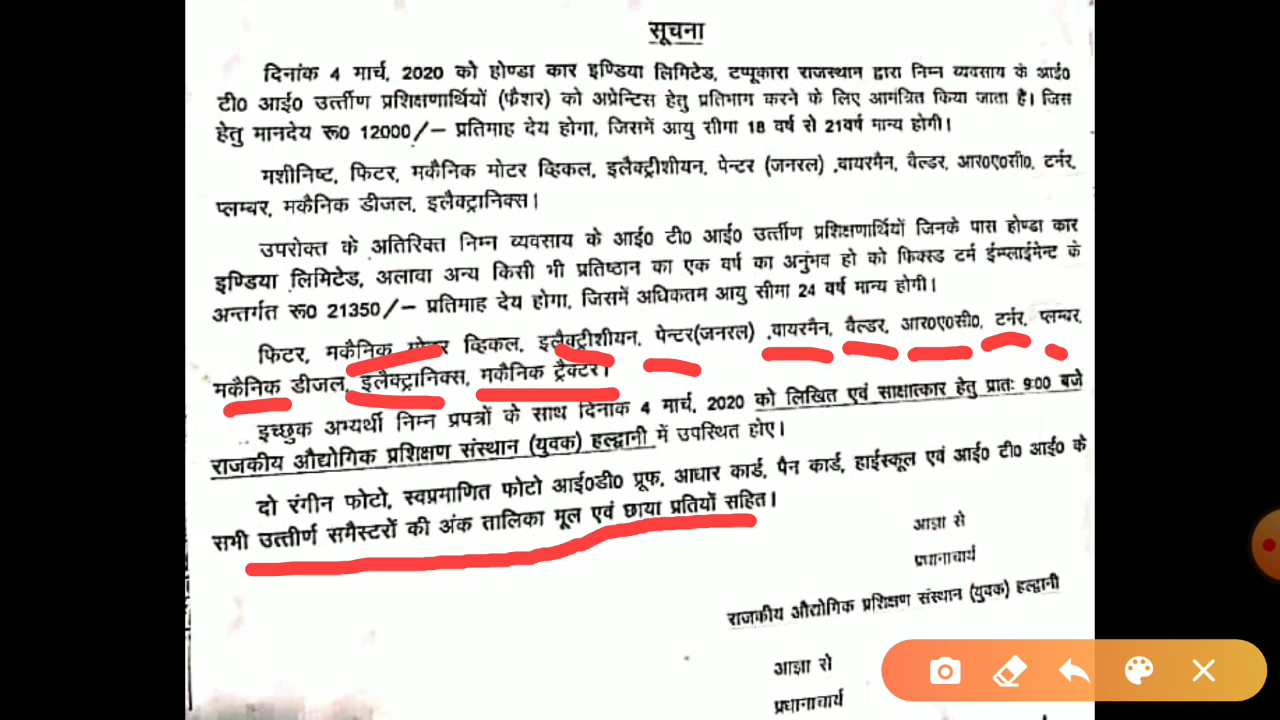 सूचना
दिनांक 4 मार्च, 2020 को होण्डा कार इण्डिया लिमिटेड, टप्पूकारा राजस्थान द्वारा निम्न व्यवसाय के आई०
टी० आई० उर्त्तीण प्रशिक्षणार्थियों (फैशर) को अप्रेन्टिस हेतु प्रतिभाग करने के लिए आमंत्रित किया जाता है। जिस
हेतु मानदेय रू0 12000/– प्रतिमाह देय होगा, जिसमें आयु सीमा 18 वर्ष से 21वर्ष मान्य होगी।
मशीनिष्ट, फिटर, मकैनिक मोटर व्हिकल, इलैक्ट्रीशीयन, पेन्टर (जनरल) ,वायरमैन, वैल्डर, आर0ए0सी0, टर्नर,
प्लम्बर, मकैनिक डीजल, इलैक्ट्रानिक्स।
उपरोक्त के अतिरिक्त निम्न व्यवसाय के आई0 टी0 आई0 उर्त्तीण प्रशिक्षणार्थियों जिनके पास होण्डा कार
इण्डिया लिमिटेड, अलावा अन्य किसी भी प्रतिष्ठान का एक वर्ष का अनुंभव हो को फिक्स्ड टर्म ईम्प्लाईमेन्ट के
अन्तर्गत रू0 21350/– प्रतिमाह देय होगा, जिसमें अधिकतम आयु सीमा 24 वर्ष मान्य होगी।
फिटर, मकैनिक मोटर व्हिकल, इलैक्ट्रीशीयन, पेन्टर(जनरल) ,वायरमैन, वैल्डर, आर0ए0सी0, टर्नर, प्लम्बर,
मकैनिक डीजल, इलैक्ट्रानिक्स, मकैनिक ट्रैक्टर।
इच्छुक अभ्यर्थी निम्न प्रपत्रों के साथ दिनांक 4 मार्च, 2020 को लिखित एवं साक्षात्कार हेतु प्रातः 9:00 बजे
राजकीय औद्योगिक प्रशिक्षण संस्थान (युवक) हल्द्वानी में उपस्थित होए।
दो रंगीन फोटो, स्वप्रमाणित फोटो आई0डी0 प्रूफ, आधार कार्ड, पैन कार्ड, हाईस्कूल एवं आई0 टी0 आई0 के
सभी उत्तीर्ण समैस्टरों की अंक तालिका मूल एवं छाया प्रतियों सहित।
आज्ञा से
प्रधानाचार्य
राजकीय औद्योगिक प्रशिक्षण संस्थान (युवक) हल्द्वानी
आज्ञा से
प्रधानाचार्य